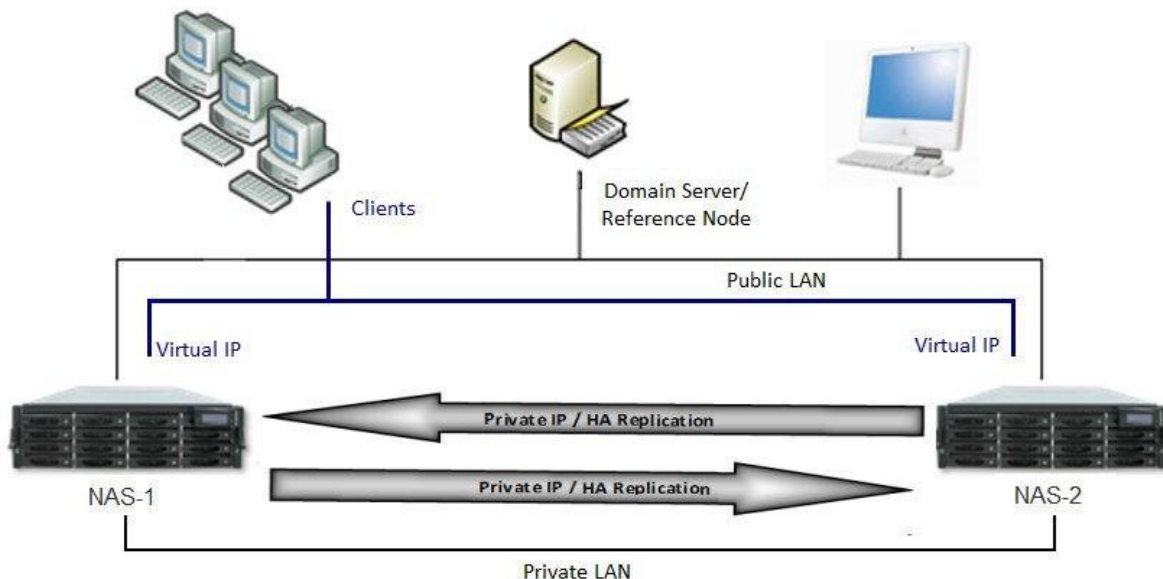 Clients
Domain Server/
Reference Node
Public LAN
Virtual IP
Virtual IP
Private IP / HA Replication
Private IP / HA Replication
NAS-1
NAS-2
Private LAN